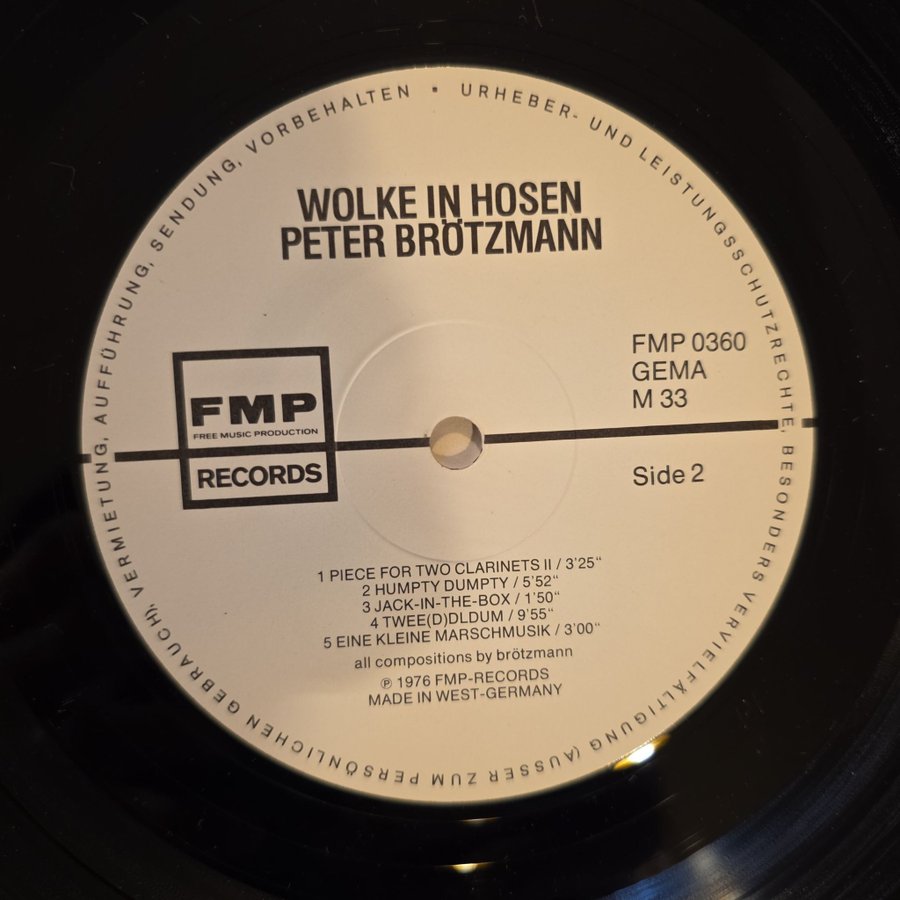 WOLKE IN HOSEN
PETER BRÖTZMANN
FMP 0360
GEMA
M 33
FMP
FREE MUSIC PRODUCTION
RECORDS
Side 2
1 PIECE FOR TWO CLARINETS II / 3'25“
2 HUMPTY DUMPTY / 5'52“
3 JACK-IN-THE-BOX / 1'50“
4 TWEE(D)DLDUM / 9'55“
5 EINE KLEINE MARSCHMUSIK / 3'00“
all compositions by brötzmann
℗ 1976 FMP-RECORDS
MADE IN WEST-GERMANY
URHEBER- UND LEISTUNGSSCHUTZRECHTE, BESONDERS VERVIELFÄLTIGUNG (AUSSER ZUM PERSÖNLICHEN GEBRAUCH), VERMIETUNG, AUFFÜHRUNG, SENDUNG, VORBEHALTEN •